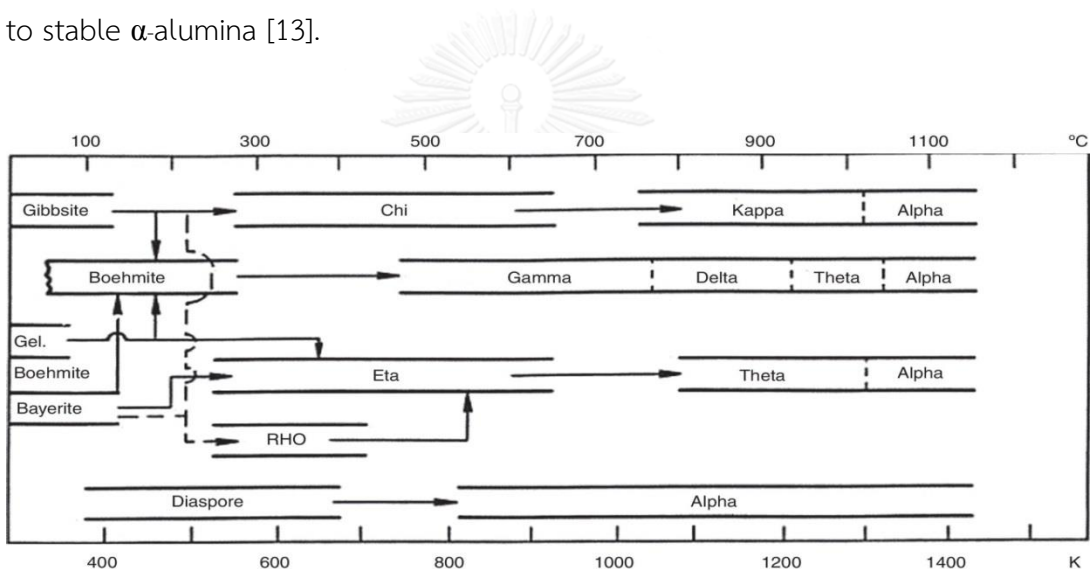 to stable α-alumina [13].
100 300 500 700 900 1100 ºC
Gibbsite Chi Kappa Alpha
Boehmite Gamma Delta Theta Alpha
Gel.
Boehmite Eta Theta Alpha
Bayerite
RHO
Diaspore Alpha
400 600 800 1000 1200 1400 K